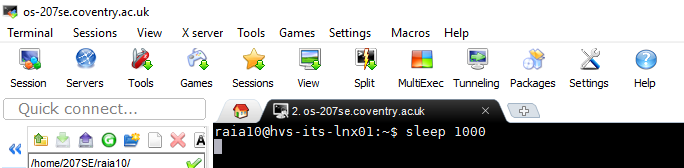 os-207se.coventry.ac.uk
Terminal Sessions View X server Tools Games Settings Macros Help
Session Servers Tools Games Sessions View Split MultiExec Tunneling Packages Settings Help
Quick connect...
2. os-207se.coventry.ac.uk
/home/207SE/raia10/
raia10@hvs-its-lnx01:~$ sleep 1000